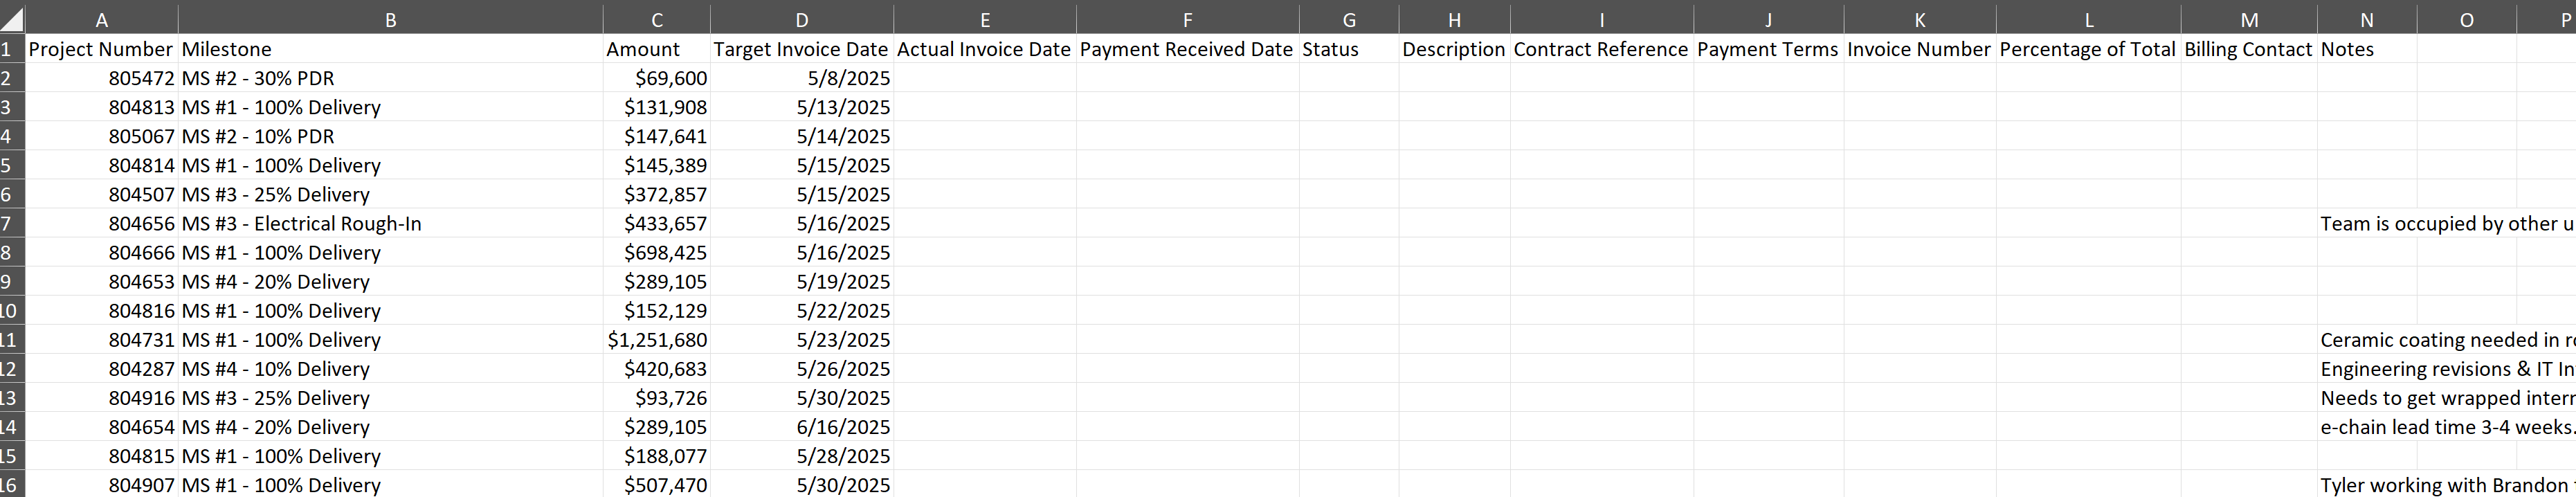 A B C D E F G H I J K L M N O P
1 Project Number Milestone Amount Target Invoice Date Actual Invoice Date Payment Received Date Status Description Contract Reference Payment Terms Invoice Number Percentage of Total Billing Contact Notes
2 805472 MS #2 - 30% PDR $69,600 5/8/2025
3 804813 MS #1 - 100% Delivery $131,908 5/13/2025
4 805067 MS #2 - 10% PDR $147,641 5/14/2025
5 804814 MS #1 - 100% Delivery $145,389 5/15/2025
6 804507 MS #3 - 25% Delivery $372,857 5/15/2025
7 804656 MS #3 - Electrical Rough-In $433,657 5/16/2025 Team is occupied by other u
8 804666 MS #1 - 100% Delivery $698,425 5/16/2025
9 804653 MS #4 - 20% Delivery $289,105 5/19/2025
10 804816 MS #1 - 100% Delivery $152,129 5/22/2025
11 804731 MS #1 - 100% Delivery $1,251,680 5/23/2025 Ceramic coating needed in r
12 804287 MS #4 - 10% Delivery $420,683 5/26/2025 Engineering revisions & IT In
13 804916 MS #3 - 25% Delivery $93,726 5/30/2025 Needs to get wrapped intern
14 804654 MS #4 - 20% Delivery $289,105 6/16/2025 e-chain lead time 3-4 weeks.
15 804815 MS #1 - 100% Delivery $188,077 5/28/2025
16 804907 MS #1 - 100% Delivery $507,470 5/30/2025 Tyler working with Brandon